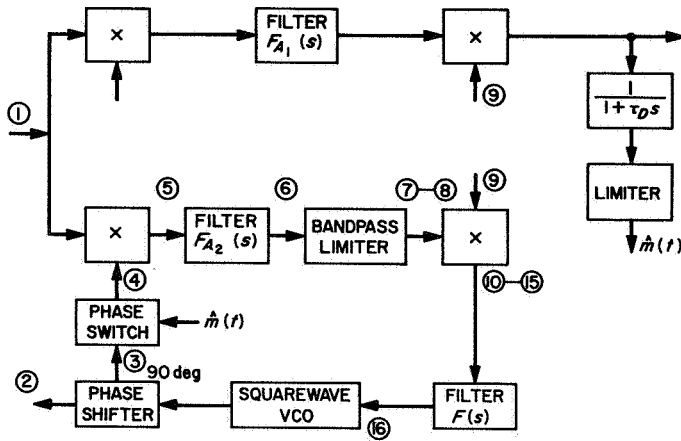 ×
FILTER
F_{A_1} (s)
×
①
⑨
1
1 + τ_D s
⑤
⑥
⑦—⑧
⑨
LIMITER
×
FILTER
F_{A_2} (s)
BANDPASS
LIMITER
×
m̂(t)
④
⑩—⑮
PHASE
SWITCH
m̂(t)
③ 90 deg
②
PHASE
SHIFTER
SQUAREWAVE
VCO
FILTER
F(s)
⑯